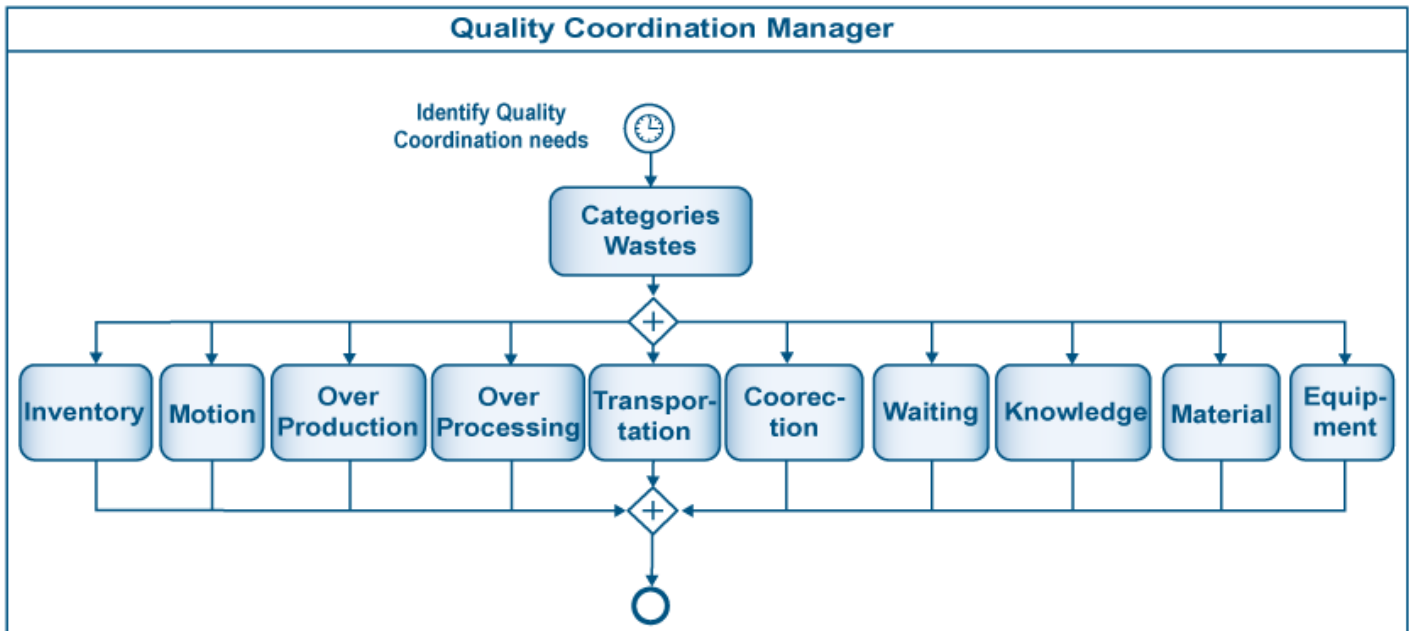 Quality Coordination Manager
Identify Quality
Coordination needs
Categories
Wastes
Inventory
Motion
Over
Production
Over
Processing
Transpor-
tation
Coorec-
tion
Waiting
Knowledge
Material
Equip-
ment